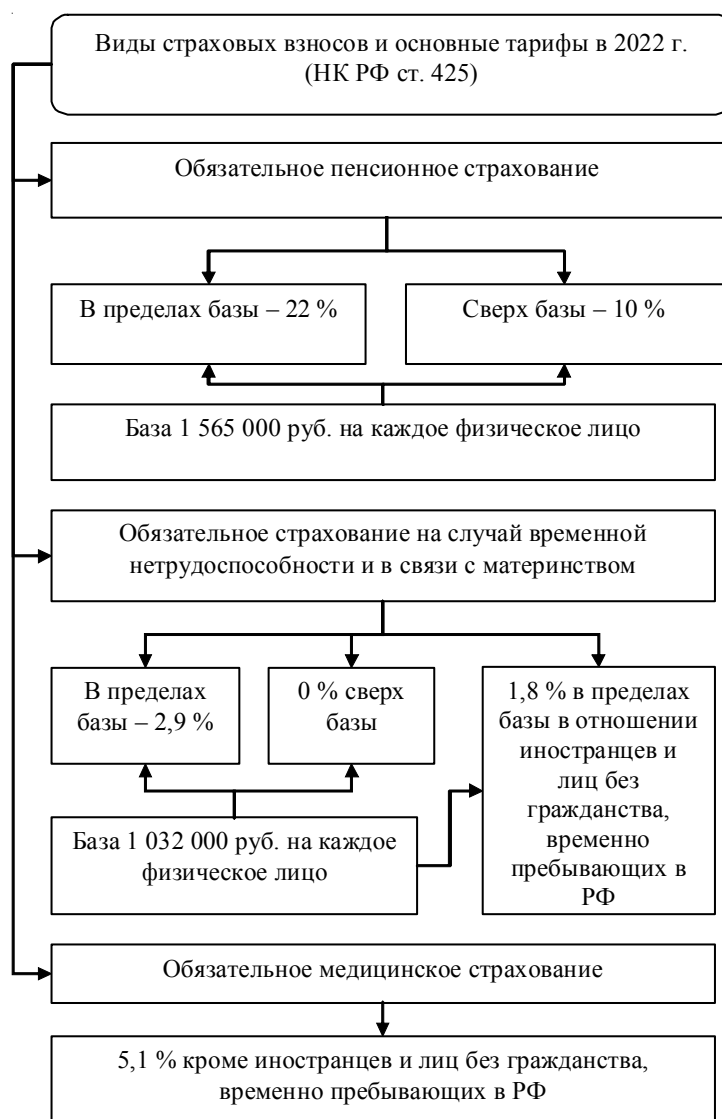 Виды страховых взносов и основные тарифы в 2022 г.
(НК РФ ст. 425)
Обязательное пенсионное страхование
В пределах базы – 22 %
Сверх базы – 10 %
База 1 565 000 руб. на каждое физическое лицо
Обязательное страхование на случай временной
нетрудоспособности и в связи с материнством
В пределах
базы – 2,9 %
0 % сверх
базы
1,8 % в пределах
базы в отношении
иностранцев и
лиц без
гражданства,
временно
пребывающих в
РФ
База 1 032 000 руб. на каждое
физическое лицо
Обязательное медицинское страхование
5,1 % кроме иностранцев и лиц без гражданства,
временно пребывающих в РФ